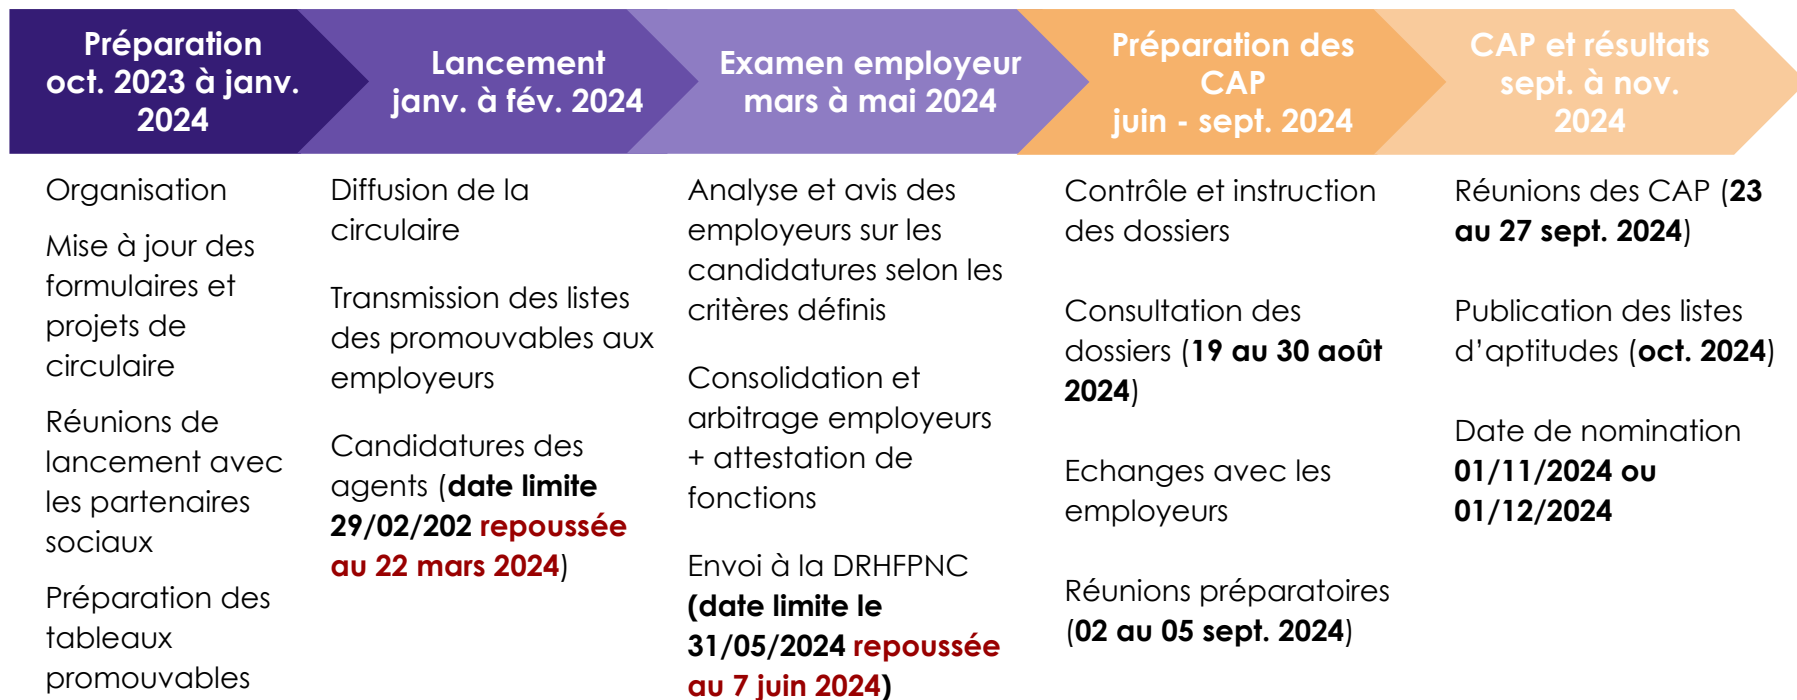 Préparation
oct. 2023 à janv.
2024
Lancement
janv. à fév. 2024
Examen employeur
mars à mai 2024
Préparation des
CAP
juin - sept. 2024
CAP et résultats
sept. à nov.
2024
Organisation
Mise à jour des
formulaires et
projets de
circulaire
Réunions de
lancement avec
les partenaires
sociaux
Préparation des
tableaux
promouvables
Diffusion de la
circulaire
Transmission des listes
des promouvables aux
employeurs
Candidatures des
agents (date limite
29/02/202 repoussée
au 22 mars 2024)
Analyse et avis des
employeurs sur les
candidatures selon les
critères définis
Consolidation et
arbitrage employeurs
+ attestation de
fonctions
Envoi à la DRHFPNC
(date limite le
31/05/2024 repoussée
au 7 juin 2024)
Contrôle et instruction
des dossiers
Consultation des
dossiers (19 au 30 août
2024)
Echanges avec les
employeurs
Réunions préparatoires
(02 au 05 sept. 2024)
Réunions des CAP (23
au 27 sept. 2024)
Publication des listes
d'aptitudes (oct. 2024)
Date de nomination
01/11/2024 ou
01/12/2024